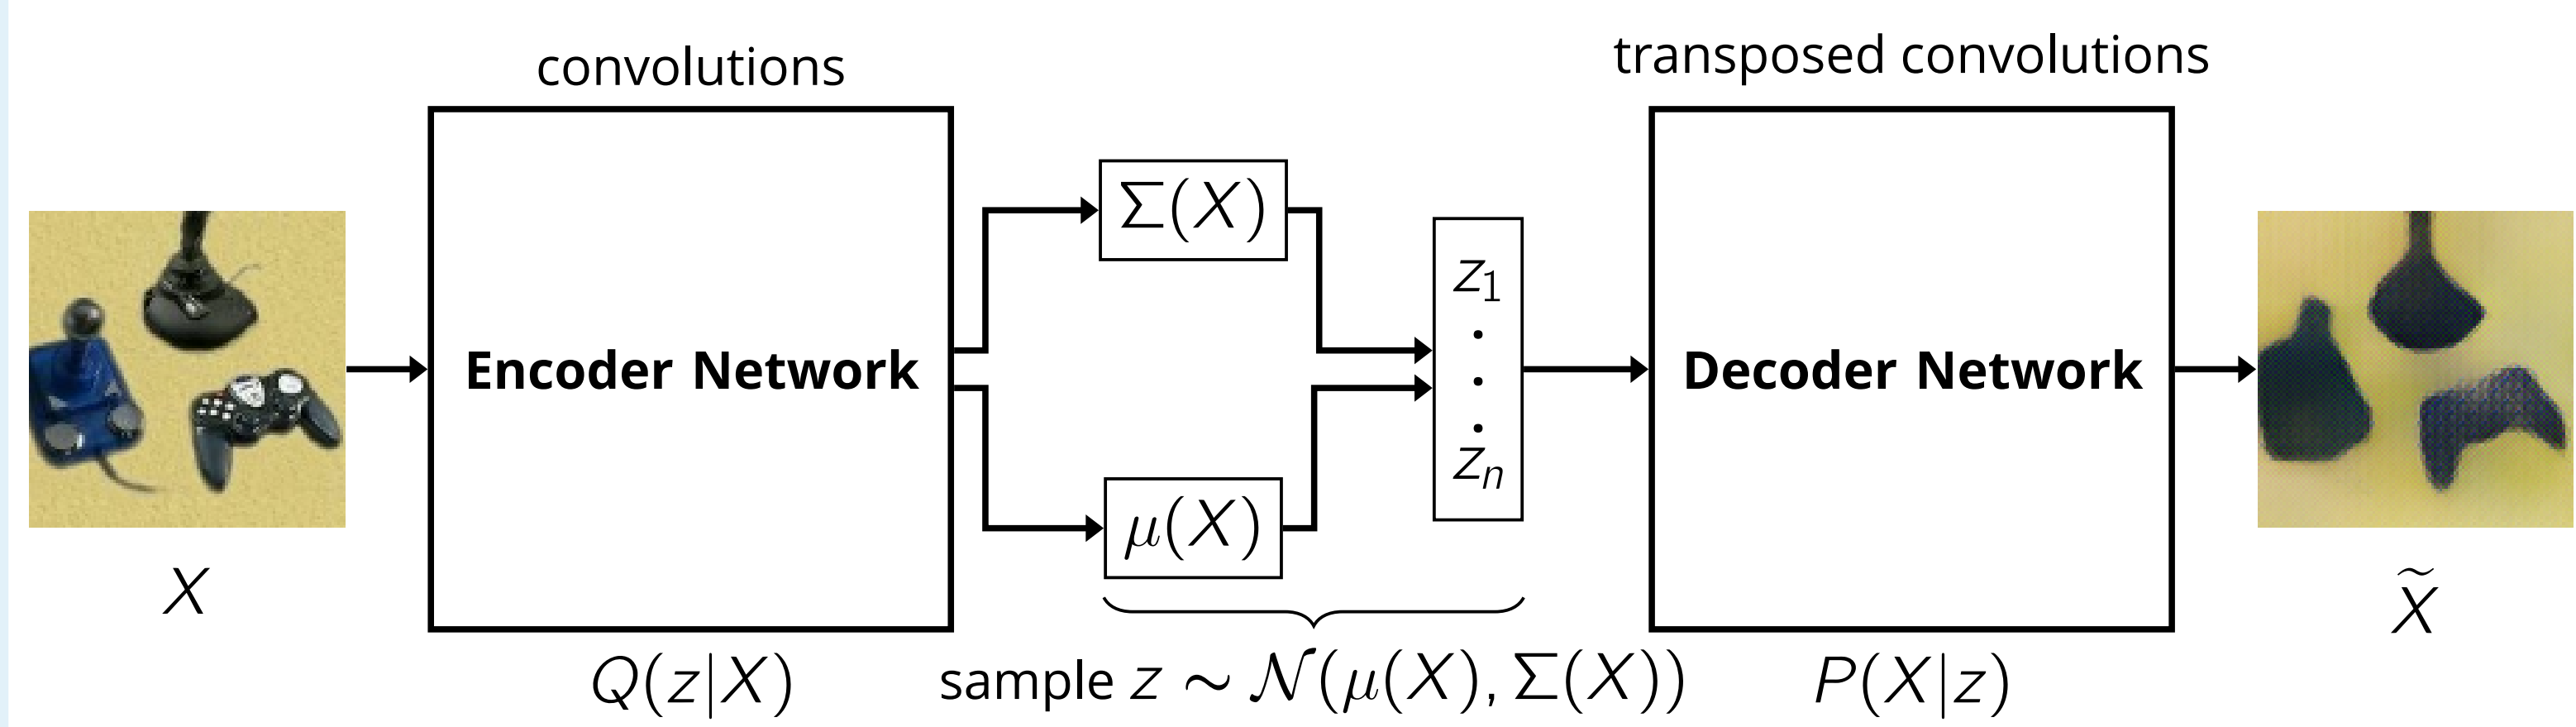 convolutions
transposed convolutions
Encoder Network
Σ(X)
μ(X)
z₁
.
.
.
zₙ
Decoder Network
X
X̃
Q(z|X)
sample z ~ 𝒩(μ(X), Σ(X))
P(X|z)